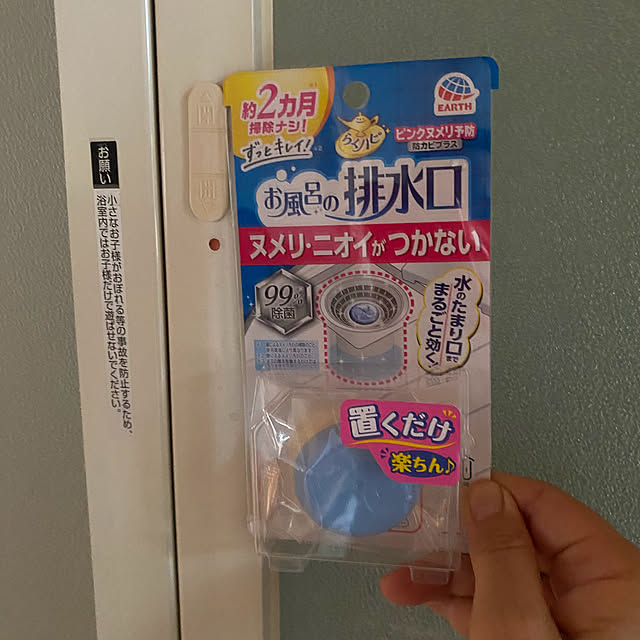 約2カ月
掃除ナシ!
ずっとキレイ!
らくハピ
EARTH
ピンクヌメリ予防
防カビプラス
お風呂の排水口
ヌメリ・ニオイがつかない
99%
除菌
水のたまり口まで
まるごと効く!
置くだけ
楽ちん♪
閉
開
お願い
小さなお子様がおぼれる等の事故を防止するため、
浴室内ではお子様だけで遊ばせないでください。